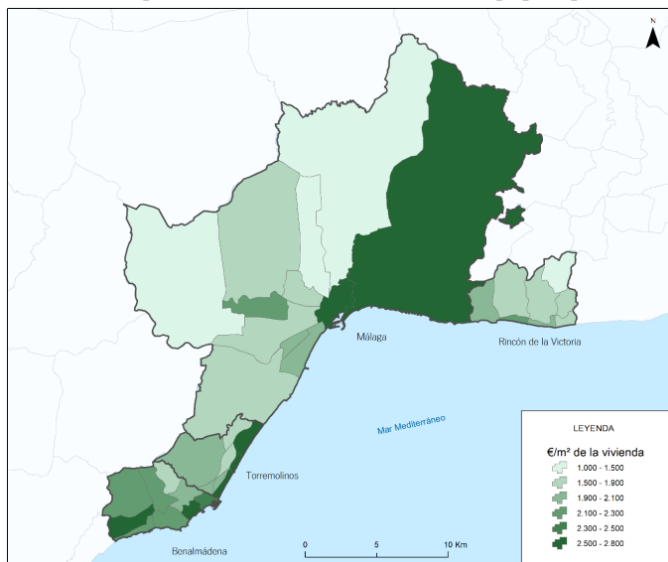 N
Málaga
Rincón de la Victoria
Mar Mediterráneo
Torremolinos
Benalmádena
0 5 10 Km
LEYENDA
€/m² de la vivienda
1.000 - 1.500
1.500 - 1.900
1.900 - 2.100
2.100 - 2.300
2.300 - 2.500
2.500 - 2.800